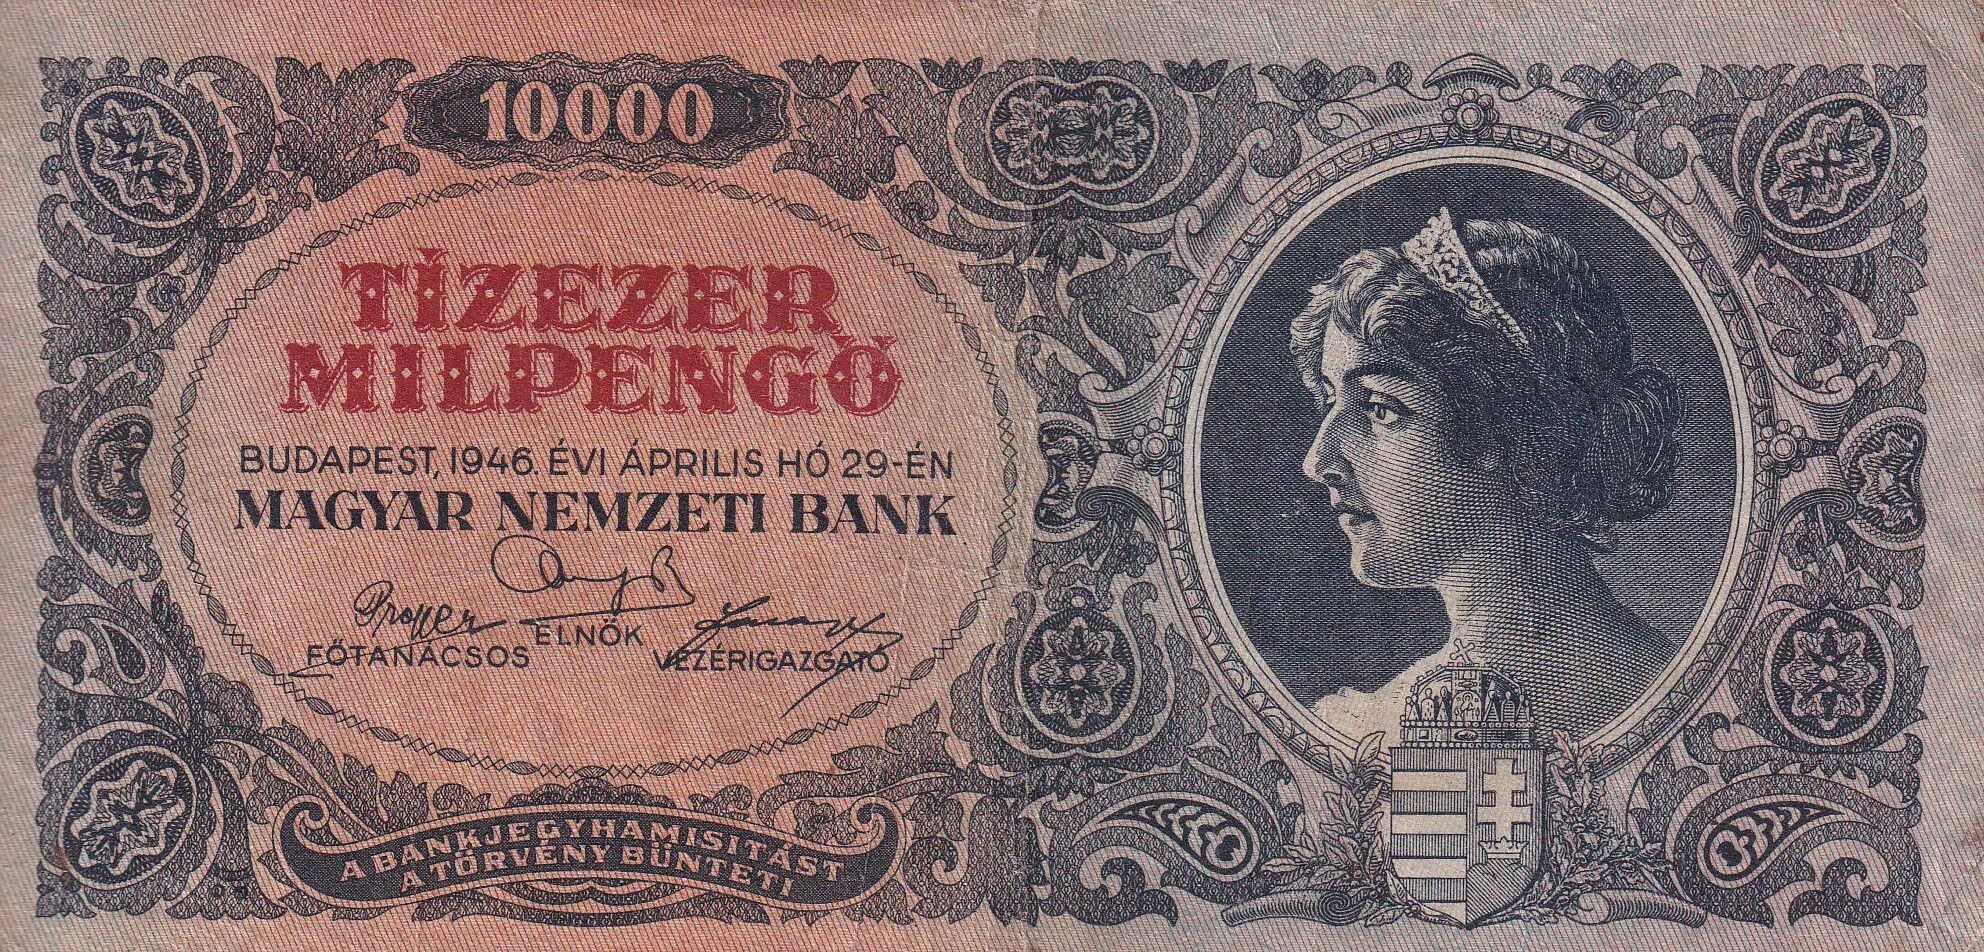 10000
TÍZEZER
MILPENGŐ
BUDAPEST, 1946. ÉVI ÁPRILIS HÓ 29-ÉN
MAGYAR NEMZETI BANK
FŐTANÁCSOS
ELNÖK
VEZÉRIGAZGATÓ
A BANKJEGYHAMISITÁST
A TÖRVÉNY BÜNTETI